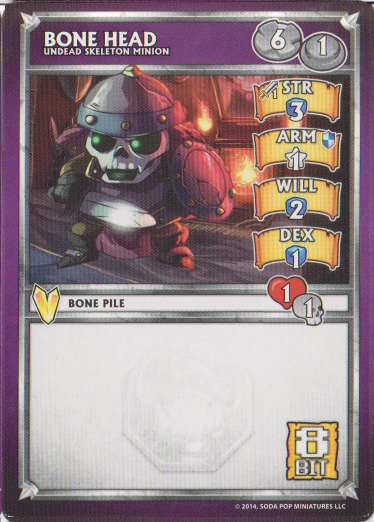 BONE HEAD
UNDEAD SKELETON MINION
6 1
STR
3
ARM
1
WILL
2
DEX
1
BONE PILE
1
1
8
BIT
© 2014, SODA POP MINIATURES LLC